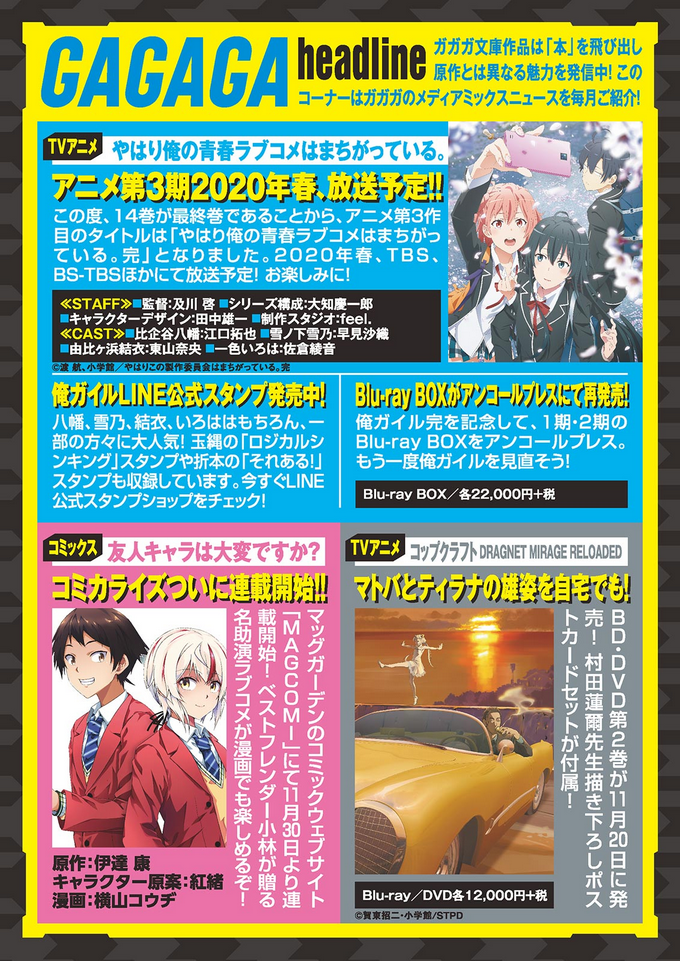 GAGAGA headline
ガガガ文庫作品は「本」を飛び出し
原作とは異なる魅力を発信中! この
コーナーはガガガのメディアミックスニュースを毎月ご紹介!
TVアニメ
やはり俺の青春ラブコメはまちがっている。
アニメ第3期2020年春、放送予定!!
この度、14巻が最終巻であることから、アニメ第3作
目のタイトルは「やはり俺の青春ラブコメはまちがっ
ている。完」となりました。2020年春、TBS、
BS-TBSほかにて放送予定! お楽しみに!
≪STAFF≫■監督:及川 啓 ■シリーズ構成:大知慶一郎
■キャラクターデザイン:田中雄一 ■制作スタジオ:feel.
≪CAST≫■比企谷八幡:江口拓也 ■雪ノ下雪乃:早見沙織
■由比ヶ浜結衣:東山奈央 ■一色いろは:佐倉綾音
©渡 航、小学館/やはりこの製作委員会はまちがっている。完
俺ガイルLINE公式スタンプ発売中!
八幡、雪乃、結衣、いろははもちろん、一
部の方々に大人気! 玉縄の「ロジカルシ
ンキング」スタンプや折本の「それある!」
スタンプも収録しています。今すぐLINE
公式スタンプショップをチェック!
Blu-ray BOXがアンコールプレスにて再発売!
俺ガイル完を記念して、1期・2期の
Blu-ray BOXをアンコールプレス。
もう一度俺ガイルを見直そう!
Blu-ray BOX/各22,000円+税
コミックス
友人キャラは大変ですか?
コミカライズついに連載開始!!
マッグガーデンのコミックウェブサイト
「MAGCOMI」にて11月30日より連
載開始! ベストフレンダー小林が贈る
名助演ラブコメが漫画でも楽しめるぞ!
原作:伊達 康
キャラクター原案:紅緒
漫画:横山コウヂ
TVアニメ
コップクラフト DRAGNET MIRAGE RELOADED
マトバとティラナの雄姿を自宅でも!
BD・DVD第2巻が11月20日に発
売! 村田蓮爾先生描き下ろしポス
トカードセットが付属!
Blu-ray/DVD各12,000円+税
©賀東招二・小学館/STPD